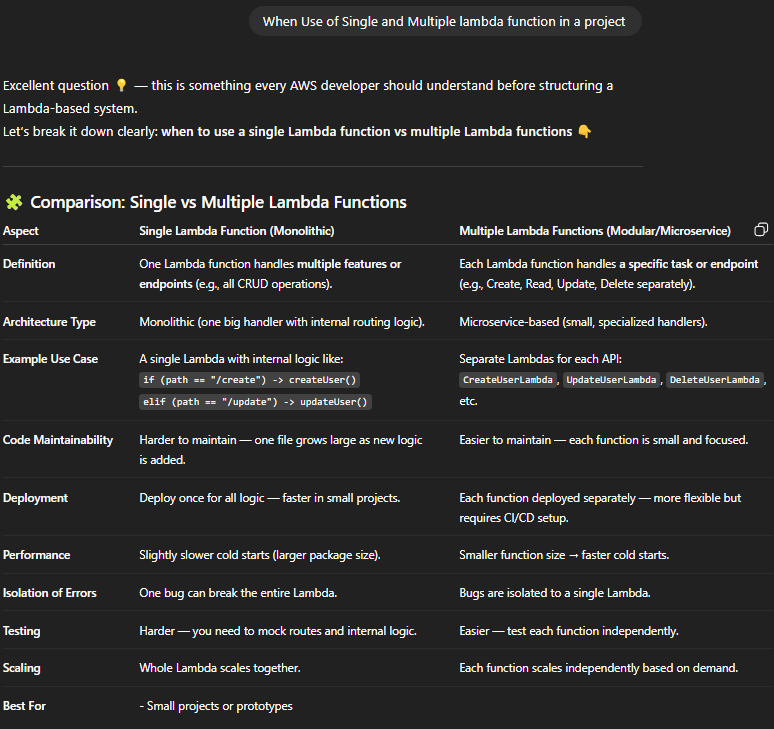 When Use of Single and Multiple lambda function in a project
Excellent question 💡 — this is something every AWS developer should understand before structuring a
Lambda-based system.
Let's break it down clearly: when to use a single Lambda function vs multiple Lambda functions 👇
🧩 Comparison: Single vs Multiple Lambda Functions
Aspect Single Lambda Function (Monolithic) Multiple Lambda Functions (Modular/Microservice)
Definition One Lambda function handles multiple features or Each Lambda function handles a specific task or endpoint
endpoints (e.g., all CRUD operations). (e.g., Create, Read, Update, Delete separately).
Architecture Type Monolithic (one big handler with internal routing logic). Microservice-based (small, specialized handlers).
Example Use Case A single Lambda with internal logic like: Separate Lambdas for each API:
if (path == "/create") -> createUser() CreateUserLambda, UpdateUserLambda, DeleteUserLambda,
elif (path == "/update") -> updateUser() etc.
Code Maintainability Harder to maintain — one file grows large as new logic Easier to maintain — each function is small and focused.
is added.
Deployment Deploy once for all logic — faster in small projects. Each function deployed separately — more flexible but
requires CI/CD setup.
Performance Slightly slower cold starts (larger package size). Smaller function size → faster cold starts.
Isolation of Errors One bug can break the entire Lambda. Bugs are isolated to a single Lambda.
Testing Harder — you need to mock routes and internal logic. Easier — test each function independently.
Scaling Whole Lambda scales together. Each function scales independently based on demand.
Best For - Small projects or prototypes